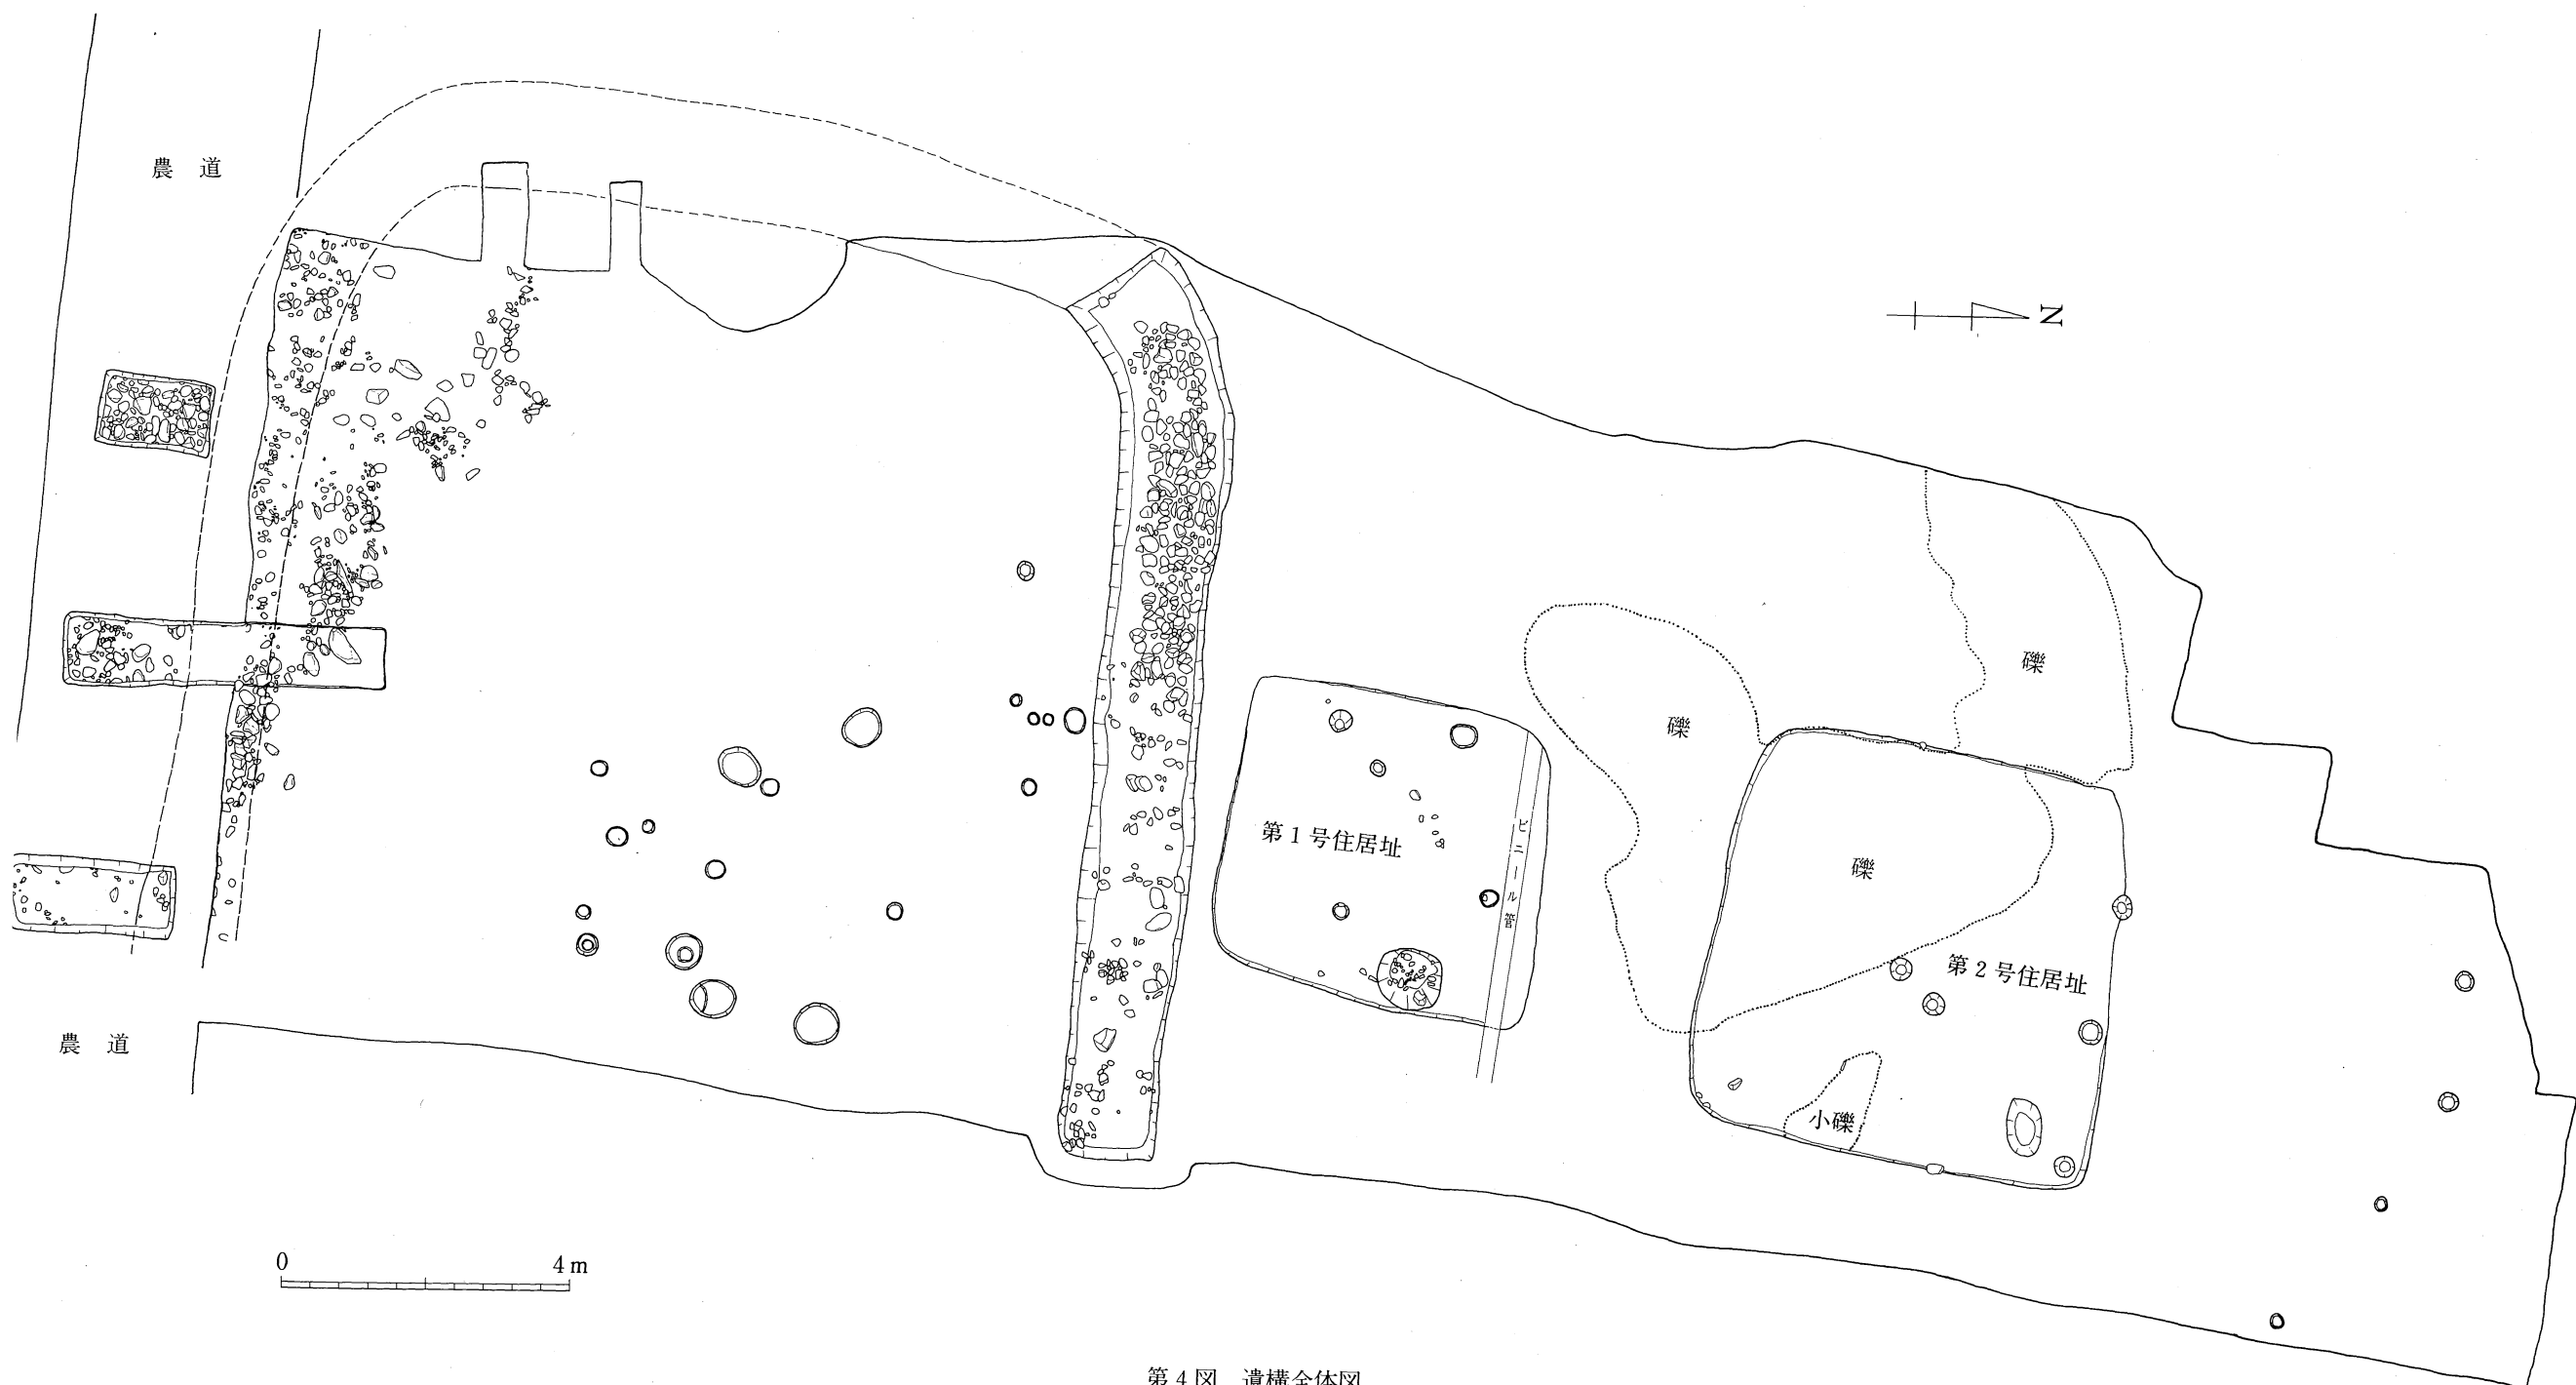 農 道
N
礫
礫
第1号住居址
ビニール管
礫
第2号住居址
農 道
小礫
0 4m
第4図 遺構全体図